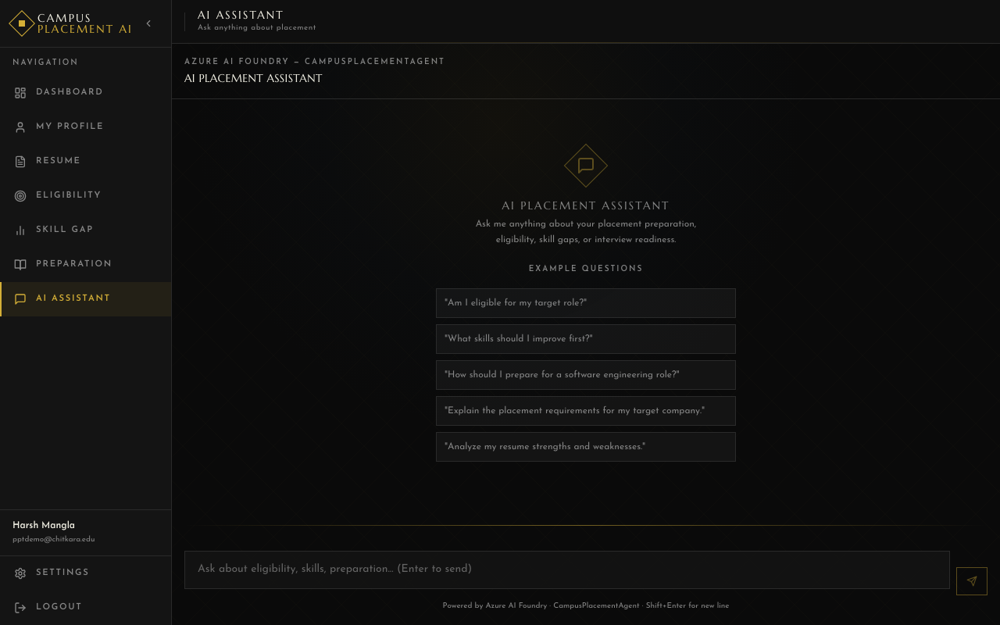 CAMPUS
PLACEMENT AI
NAVIGATION
DASHBOARD
MY PROFILE
RESUME
ELIGIBILITY
SKILL GAP
PREPARATION
AI ASSISTANT
Harsh Mangla
pptdemo@chitkara.edu
SETTINGS
LOGOUT
AI ASSISTANT
Ask anything about placement
AZURE AI FOUNDRY — CAMPUSPLACEMENTAGENT
AI PLACEMENT ASSISTANT
AI PLACEMENT ASSISTANT
Ask me anything about your placement preparation,
eligibility, skill gaps, or interview readiness.
EXAMPLE QUESTIONS
"Am I eligible for my target role?"
"What skills should I improve first?"
"How should I prepare for a software engineering role?"
"Explain the placement requirements for my target company."
"Analyze my resume strengths and weaknesses."
Ask about eligibility, skills, preparation... (Enter to send)
Powered by Azure AI Foundry · CampusPlacementAgent · Shift+Enter for new line